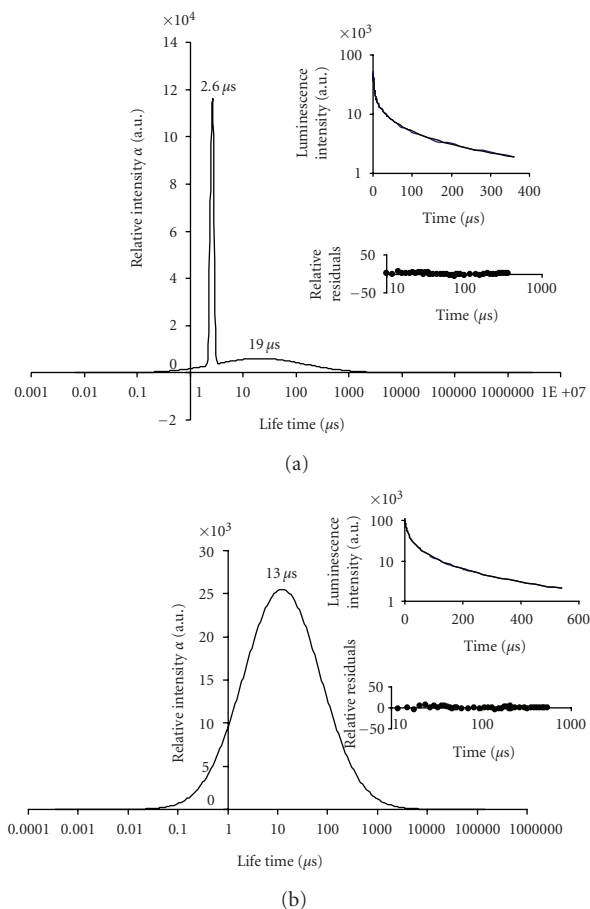 ×10⁴
14
12
10
8
6
4
2
0
−2
Relative intensity α (a.u.)
2.6 μs
19 μs
0.001 0.01 0.1 1 10 100 1000 10000 100000 1000000 1E +07
Life time (μs)
×10³
100
10
1
Luminescence
intensity (a.u.)
0 100 200 300 400
Time (μs)
Relative
residuals
50
−50
10 100 1000
Time (μs)
(a)
×10³
30
25
20
15
10
5
0
Relative intensity α (a.u.)
13 μs
0.0001 0.001 0.01 0.1 1 10 100 1000 10000 100000 1000000
Life time (μs)
×10³
100
10
1
Luminescence
intensity (a.u.)
0 200 400 600
Time (μs)
Relative residuals
50
0
−50
10 100 1000
Time (μs)
(b)